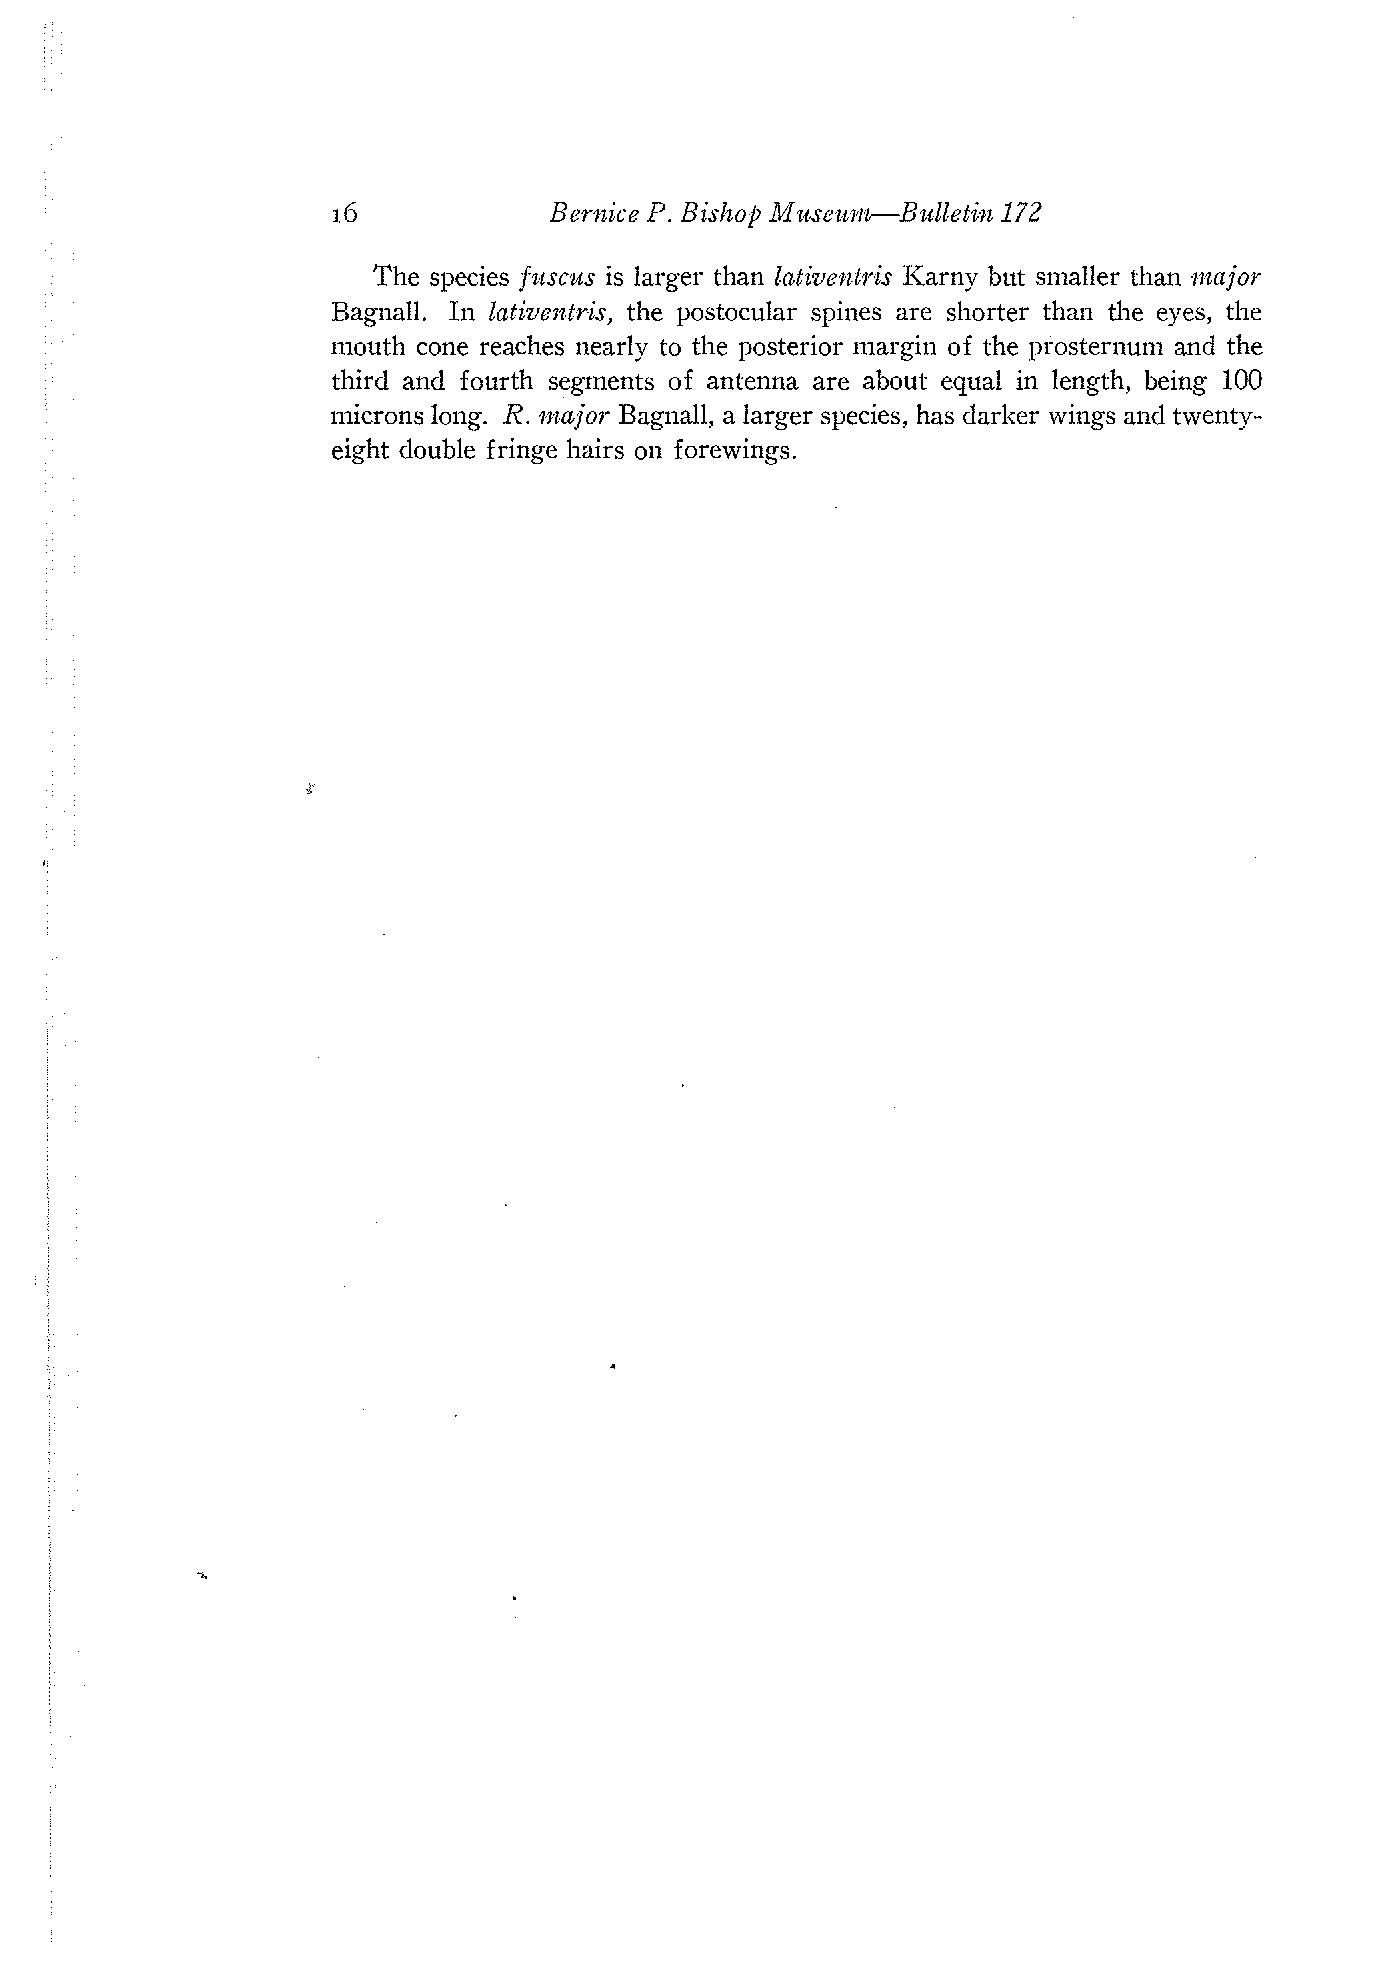 16 Bernice P. Bishop Museum—Bulletin 172
The species fuscus is larger than lativentris Karny but smaller than major
Bagnall. In lativentris, the postocular spines are shorter than the eyes, the
mouth cone reaches nearly to the posterior margin of the prosternum and the
third and fourth segments of antenna are about equal in length, being 100
microns long. R. major Bagnall, a larger species, has darker wings and twenty-
eight double fringe hairs on forewings.